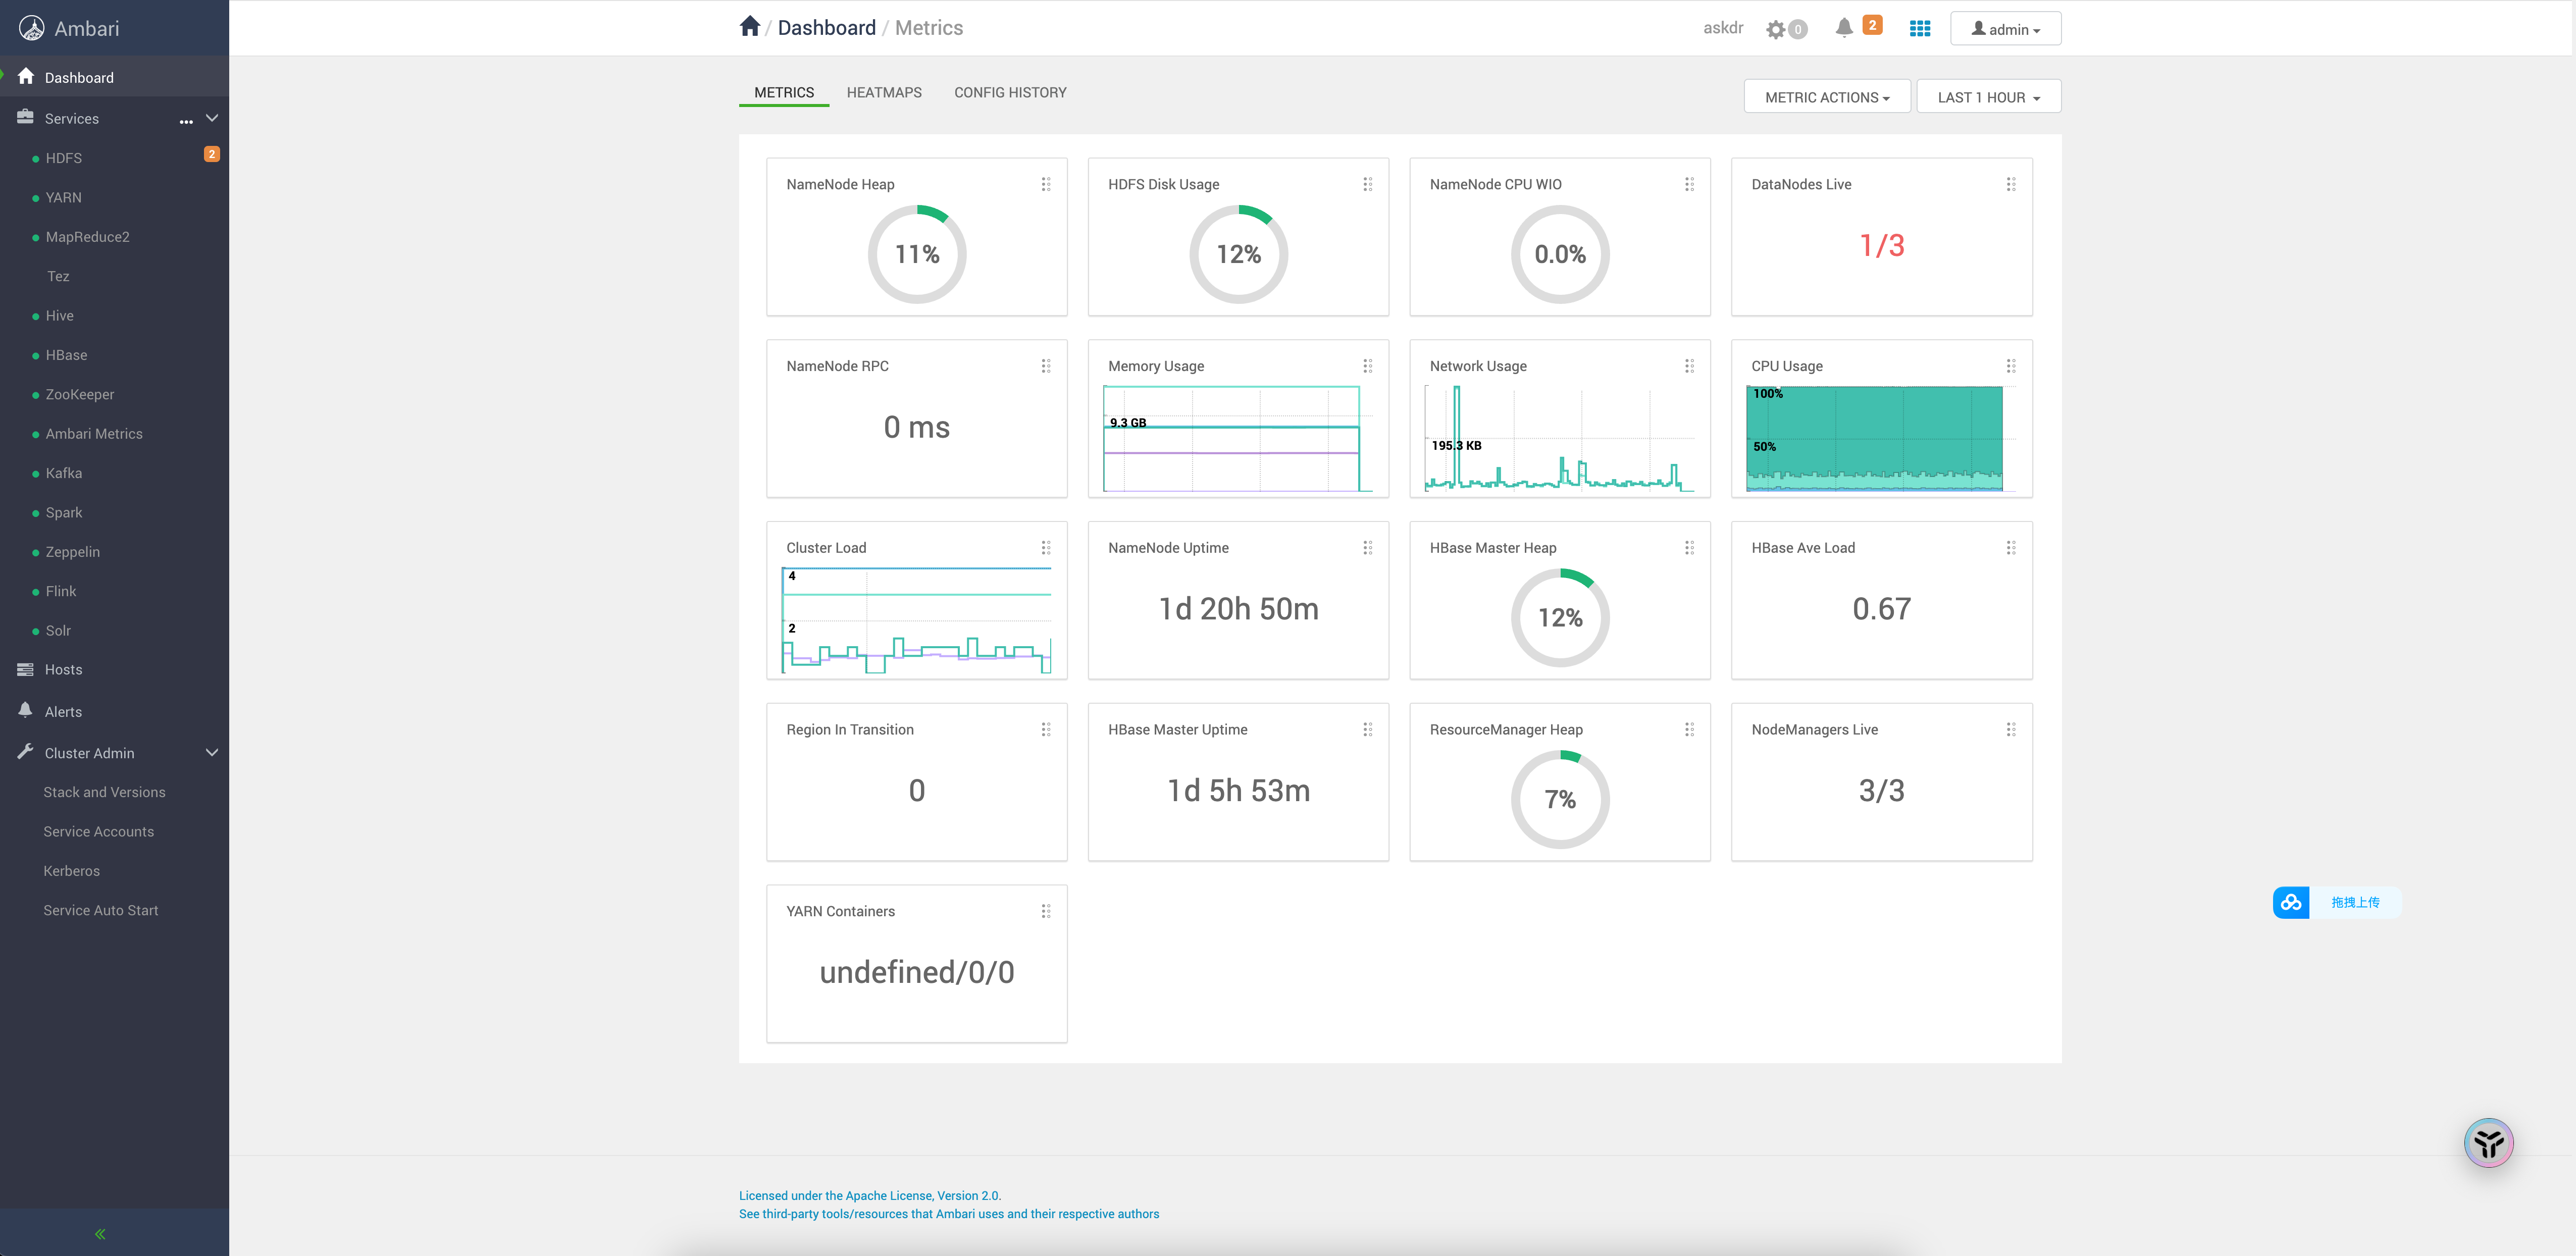 Ambari
Dashboard
Services
...
HDFS
2
YARN
MapReduce2
Tez
Hive
HBase
ZooKeeper
Ambari Metrics
Kafka
Spark
Zeppelin
Flink
Solr
Hosts
Alerts
Cluster Admin
Stack and Versions
Service Accounts
Kerberos
Service Auto Start
/ Dashboard / Metrics
askdr
0
2
admin
METRICS
HEATMAPS
CONFIG HISTORY
METRIC ACTIONS
LAST 1 HOUR
NameNode Heap
11%
HDFS Disk Usage
12%
NameNode CPU WIO
0.0%
DataNodes Live
1/3
NameNode RPC
0 ms
Memory Usage
9.3 GB
Network Usage
195.3 KB
CPU Usage
100%
50%
Cluster Load
4
2
NameNode Uptime
1d 20h 50m
HBase Master Heap
12%
HBase Ave Load
0.67
Region In Transition
0
HBase Master Uptime
1d 5h 53m
ResourceManager Heap
7%
NodeManagers Live
3/3
YARN Containers
undefined/0/0
拖拽上传
Licensed under the Apache License, Version 2.0.
See third-party tools/resources that Ambari uses and their respective authors